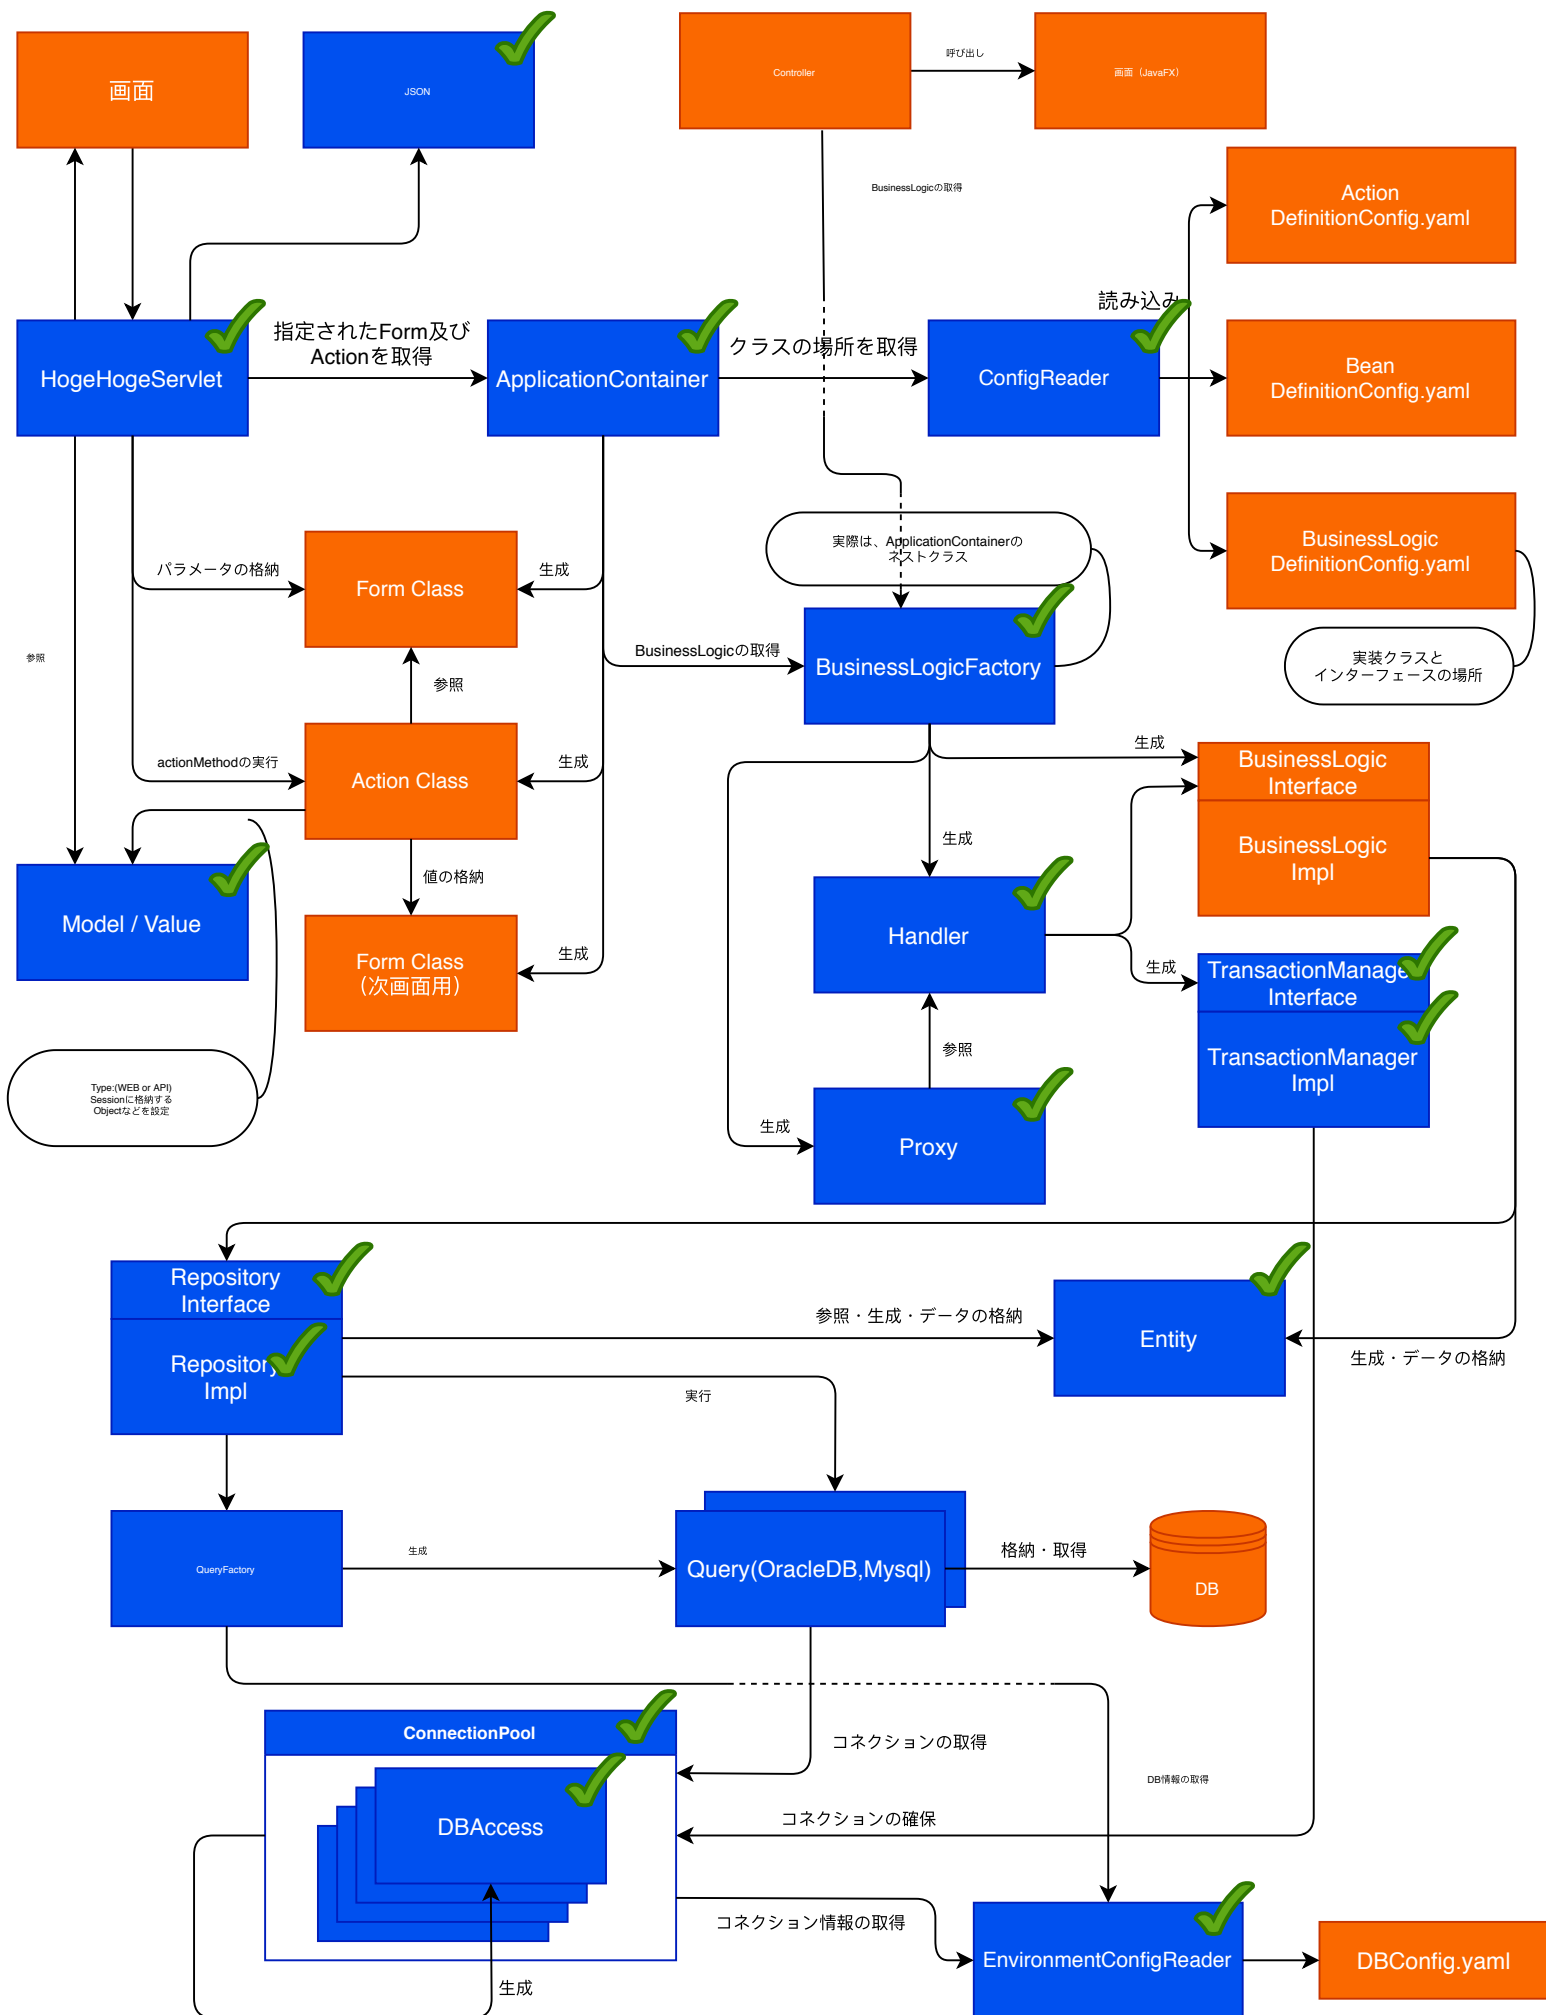 画面
JSON
Controller
呼び出し
画面（JavaFX）
BusinessLogicの取得
Action
DefinitionConfig.yaml
HogeHogeServlet
指定されたForm及び
Actionを取得
ApplicationContainer
クラスの場所を取得
ConfigReader
読み込み
Bean
DefinitionConfig.yaml
BusinessLogic
DefinitionConfig.yaml
実装クラスと
インターフェースの場所
実際は、ApplicationContainerの
ネストクラス
パラメータの格納
Form Class
生成
参照
参照
BusinessLogicの取得
BusinessLogicFactory
actionMethodの実行
Action Class
生成
生成
BusinessLogic
Interface
BusinessLogic
Impl
生成
値の格納
Model / Value
Form Class
（次画面用）
生成
Handler
生成
TransactionManager
Interface
TransactionManager
Impl
参照
Type:(WEB or API)
Sessionに格納する
Objectなどを設定
生成
Proxy
Repository
Interface
Repository
Impl
参照・生成・データの格納
Entity
生成・データの格納
実行
QueryFactory
生成
Query(OracleDB,Mysql)
格納・取得
DB
ConnectionPool
コネクションの取得
DB情報の取得
DBAccess
コネクションの確保
コネクション情報の取得
EnvironmentConfigReader
DBConfig.yaml
生成